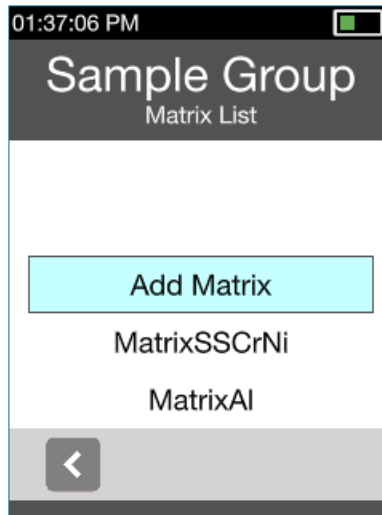 01:37:06 PM
Sample Group
Matrix List
Add Matrix
MatrixSSCrNi
MatrixAl